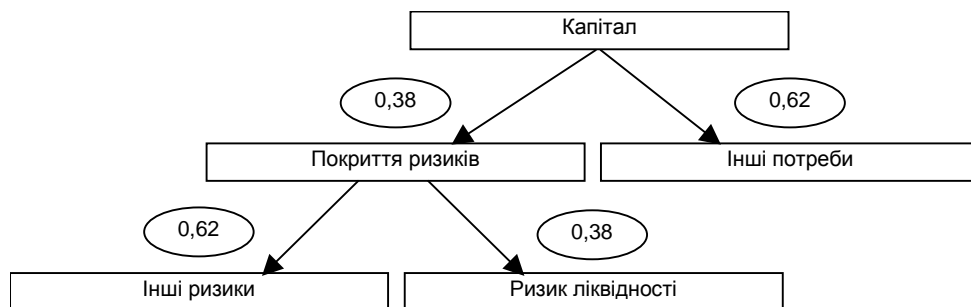 Капітал
0,38
0,62
Покриття ризиків
Інші потреби
0,62
0,38
Інші ризики
Ризик ліквідності